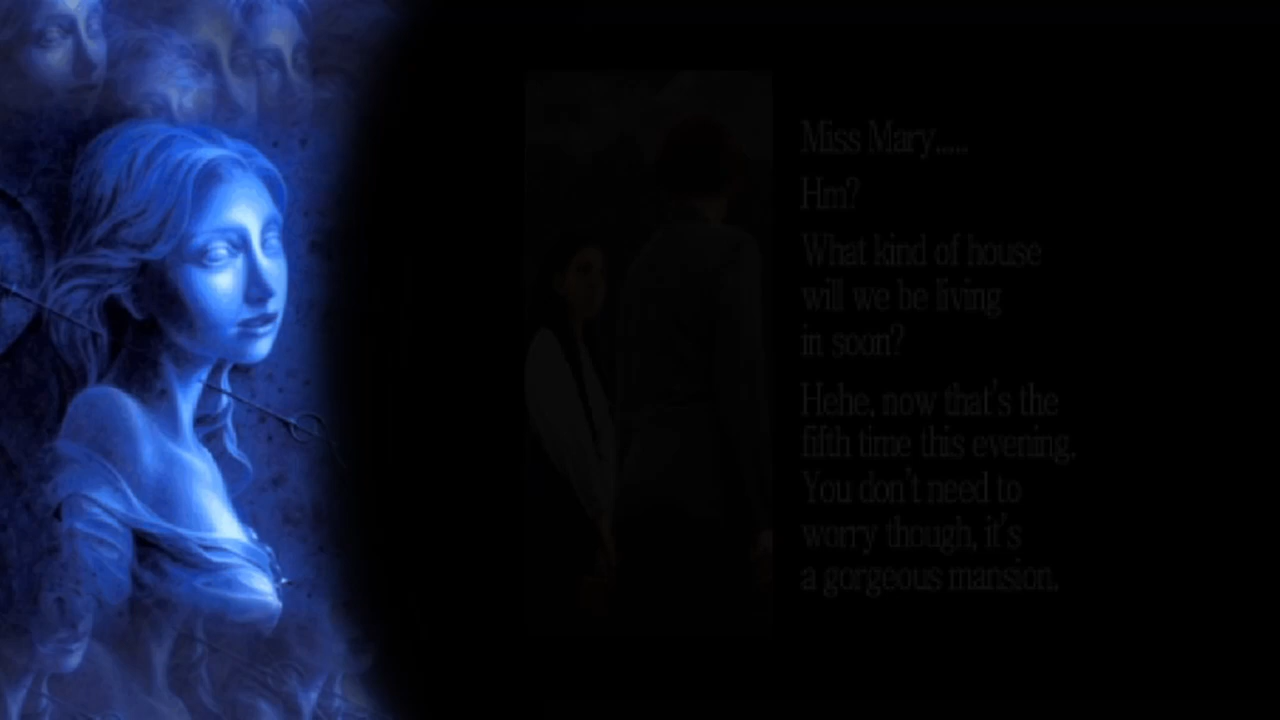 Miss Mary.....
Hm?
What kind of house
will we be living
in soon?
Hehe, now that's the
fifth time this evening.
You don't need to
worry though, it's
a gorgeous mansion.